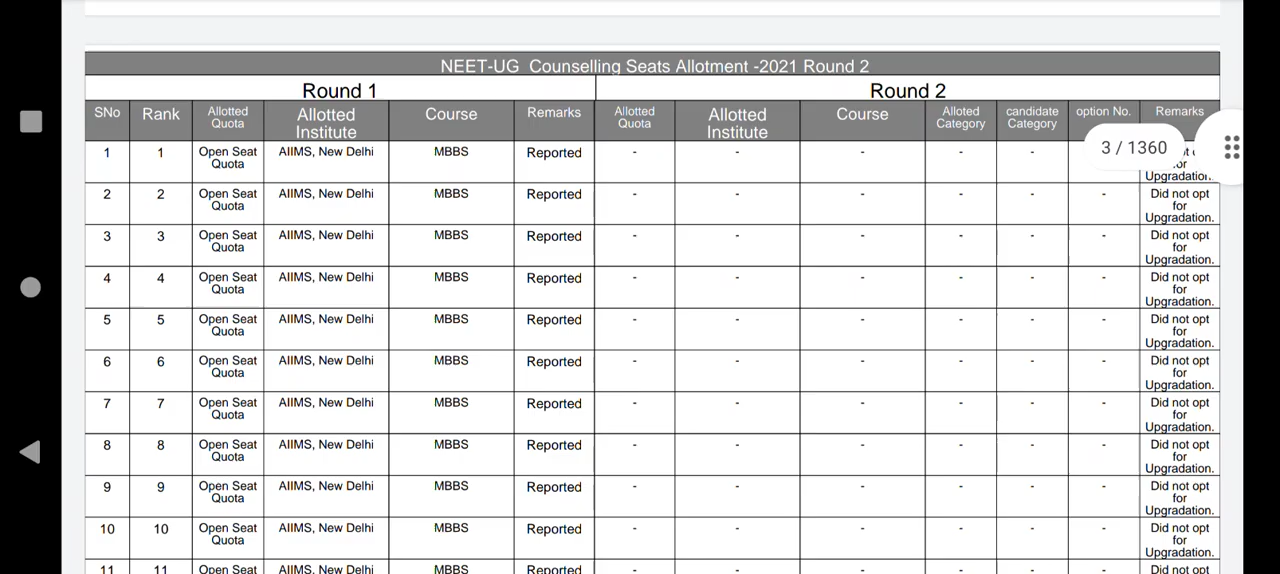 NEET-UG Counselling Seats Allotment -2021 Round 2
Round 1 Round 2
SNo Rank Allotted Quota Allotted Institute Course Remarks Allotted Quota Allotted Institute Course Alloted Category candidate Category option No. Remarks
3 / 1360
1 1 Open Seat Quota AIIMS, New Delhi MBBS Reported - - - - - - Upgradation.
2 2 Open Seat Quota AIIMS, New Delhi MBBS Reported - - - - - - Did not opt for Upgradation.
3 3 Open Seat Quota AIIMS, New Delhi MBBS Reported - - - - - - Did not opt for Upgradation.
4 4 Open Seat Quota AIIMS, New Delhi MBBS Reported - - - - - - Did not opt for Upgradation.
5 5 Open Seat Quota AIIMS, New Delhi MBBS Reported - - - - - - Did not opt for Upgradation.
6 6 Open Seat Quota AIIMS, New Delhi MBBS Reported - - - - - - Did not opt for Upgradation.
7 7 Open Seat Quota AIIMS, New Delhi MBBS Reported - - - - - - Did not opt for Upgradation.
8 8 Open Seat Quota AIIMS, New Delhi MBBS Reported - - - - - - Did not opt for Upgradation.
9 9 Open Seat Quota AIIMS, New Delhi MBBS Reported - - - - - - Did not opt for Upgradation.
10 10 Open Seat Quota AIIMS, New Delhi MBBS Reported - - - - - - Did not opt for Upgradation.
11 11 Open Seat AIIMS, New Delhi MBBS Reported - - - - - - Did not opt